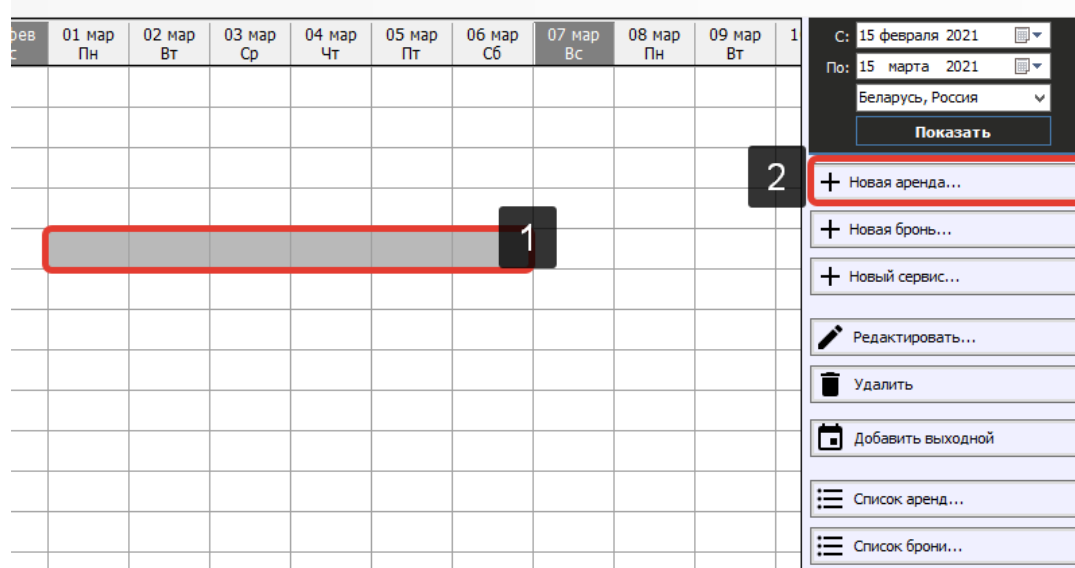 01 мар 02 мар 03 мар 04 мар 05 мар 06 мар 07 мар 08 мар 09 мар
Пн Вт Ср Чт Пт Сб Вс Пн Вт
С: 15 февраля 2021
По: 15 марта 2021
Беларусь, Россия
Показать
2
Новая аренда...
1
Новая бронь...
Новый сервис...
Редактировать...
Удалить
Добавить выходной
Список аренд...
Список брони...